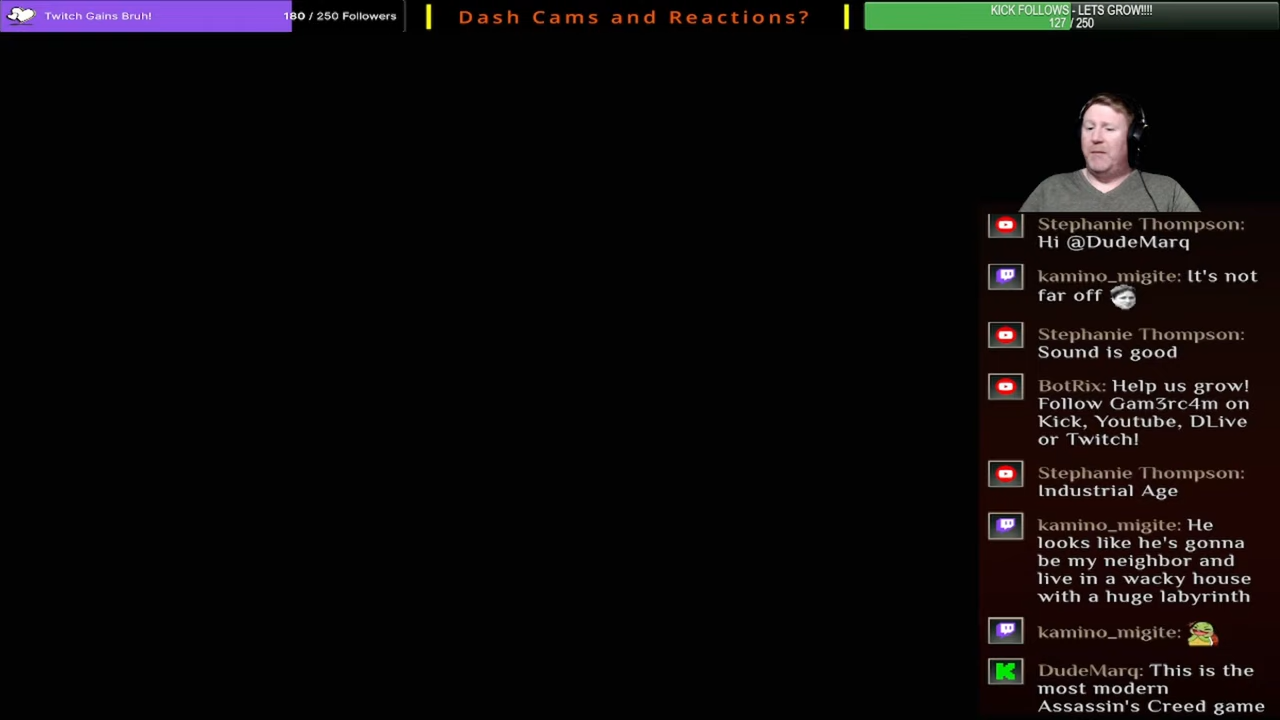 Twitch Gains Bruh!
180 / 250 Followers
Dash Cams and Reactions?
KICK FOLLOWS - LETS GROW!!!!
127 / 250
Stephanie Thompson:
Hi @DudeMarq
kamino_migite: It's not
far off
Stephanie Thompson:
Sound is good
BotRix: Help us grow!
Follow Gam3rc4m on
Kick, Youtube, DLive
or Twitch!
Stephanie Thompson:
Industrial Age
kamino_migite: He
looks like he's gonna
be my neighbor and
live in a wacky house
with a huge labyrinth
kamino_migite:
DudeMarq: This is the
most modern
Assassin's Creed game